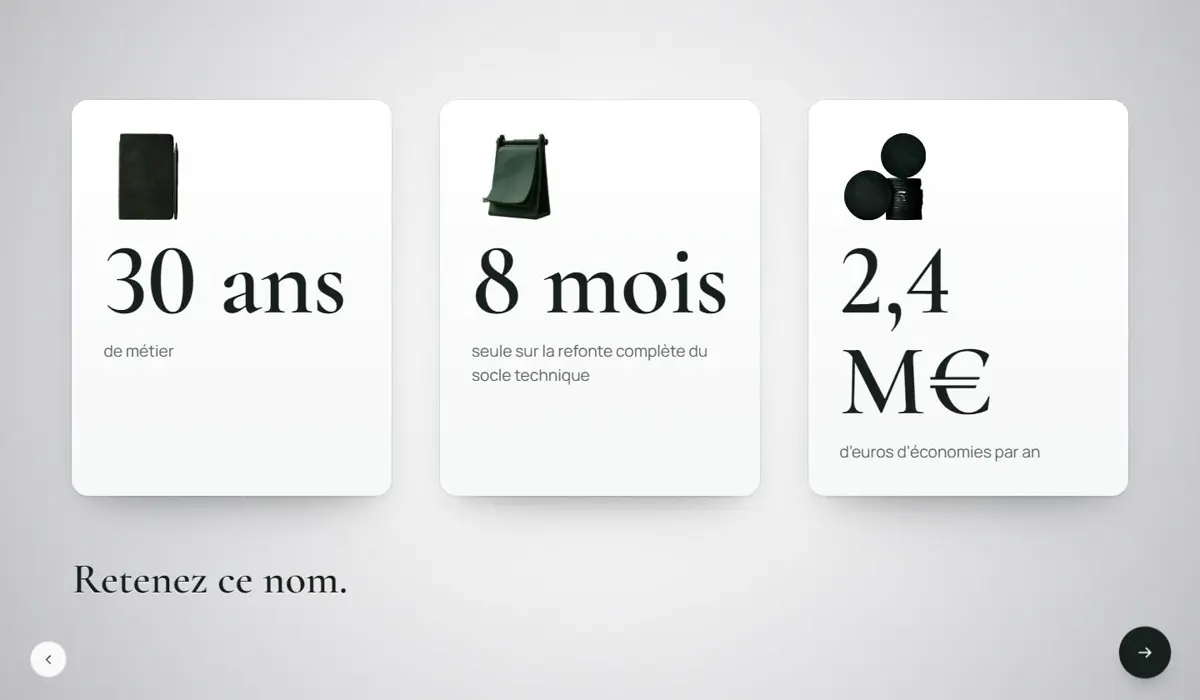 30 ans
de métier
8 mois
seule sur la refonte complète du
socle technique
2,4
M€
d'euros d'économies par an
Retenez ce nom.